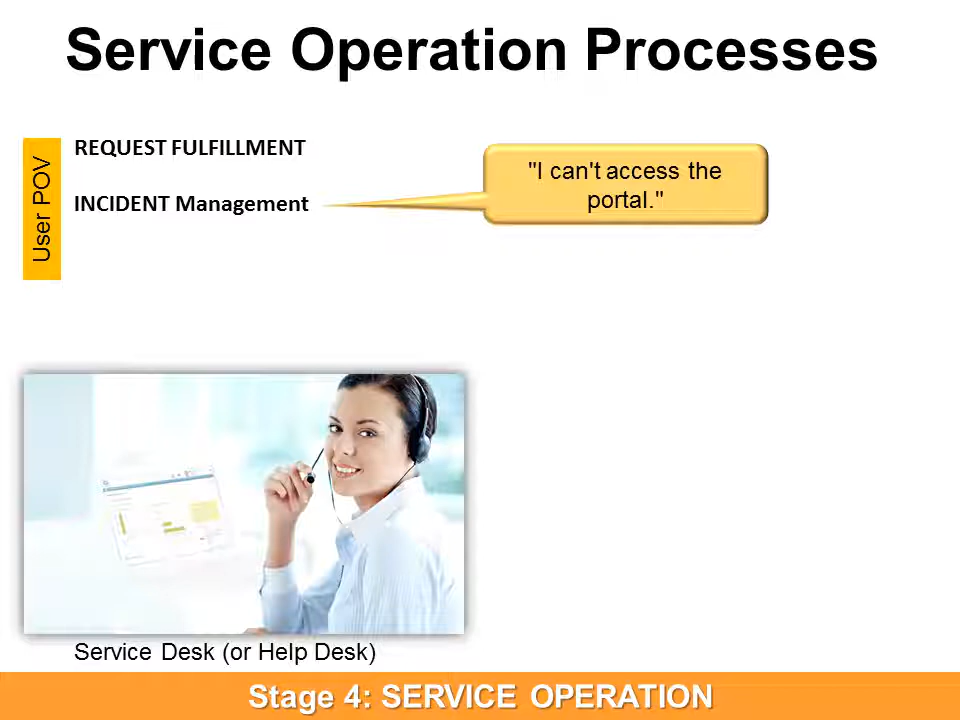 Service Operation Processes
User POV
REQUEST FULFILLMENT
INCIDENT Management
"I can't access the
portal."
Service Desk (or Help Desk)
Stage 4: SERVICE OPERATION